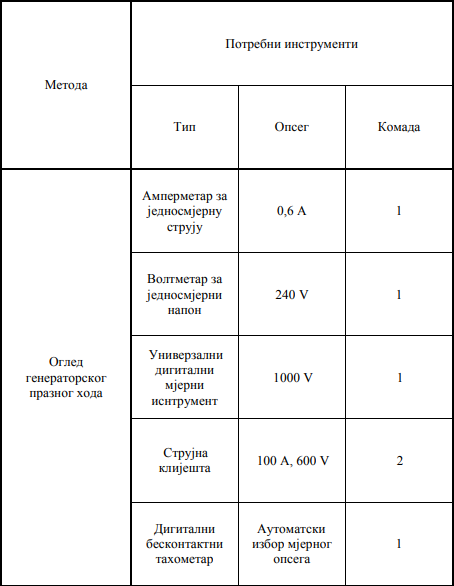 Метода
Потребни инструменти
Тип
Опсег
Комада
Оглед
генераторског
празног хода
Амперметар за
једносмјерну
струју
0,6 А
1
Волтметар за
једносмјерни
напон
240 V
1
Универзални
дигитални
мјерни
иснтрумент
1000 V
1
Струјна
клијешта
100 А, 600 V
2
Дигитални
бесконтактни
тахометар
Аутоматски
избор мјерног
опсега
1